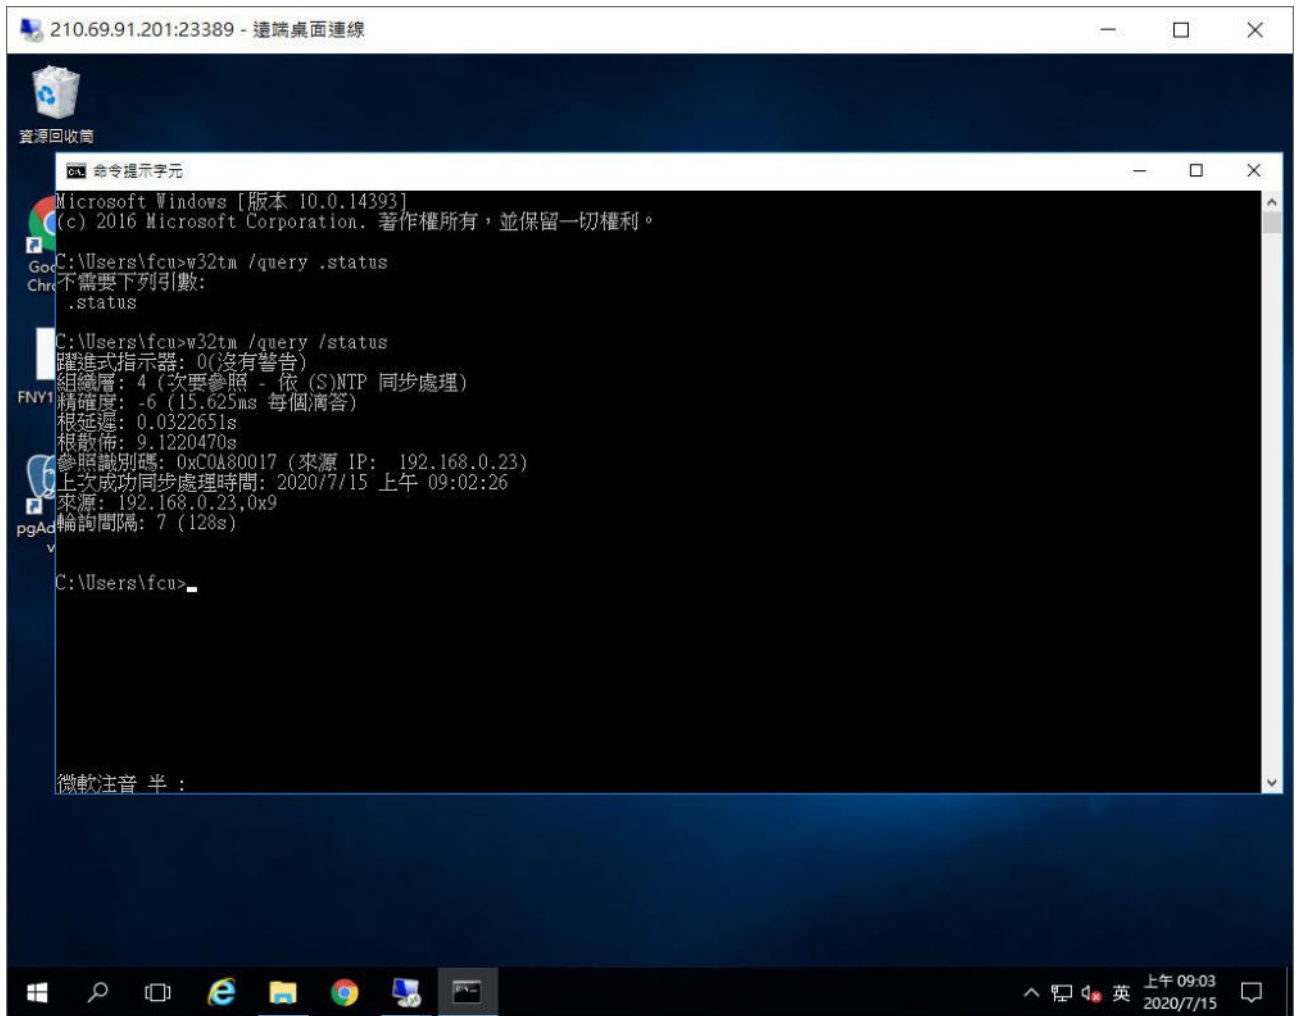 210.69.91.201:23389 - 遠端桌面連線
資源回收筒
命令提示字元
Microsoft Windows [版本 10.0.14393]
(c) 2016 Microsoft Corporation. 著作權所有，並保留一切權利。
C:\Users\fcu>w32tm /query .status
不需要下列引數:
.status
C:\Users\fcu>w32tm /query /status
躍進式指示器: 0(沒有警告)
組織層: 4 (次要參照 - 依 (S)NTP 同步處理)
精確度: -6 (15.625ms 每個滴答)
根延遲: 0.0322651s
根散佈: 9.1220470s
參照識別碼: 0xC0A80017 (來源 IP:  192.168.0.23)
上次成功同步處理時間: 2020/7/15 上午 09:02:26
來源: 192.168.0.23,0x9
輪詢間隔: 7 (128s)
C:\Users\fcu>
微軟注音 半 :
Goo
Chr
FNY1
pgAd
v
英
上午 09:03
2020/7/15